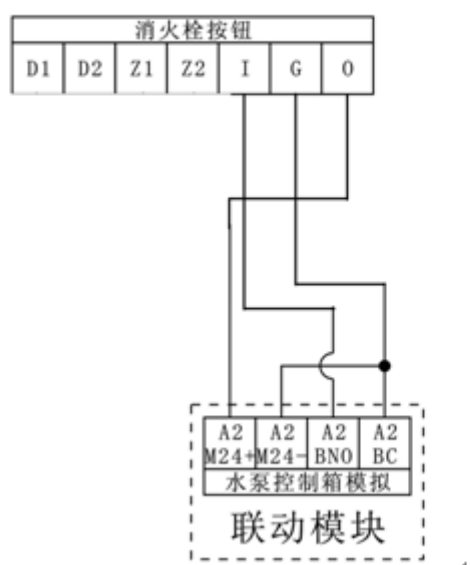 消火栓按钮
D1 D2 Z1 Z2 I G O
A2 A2 A2 A2
M24+ M24- BNO BC
水泵控制箱模拟
联动模块